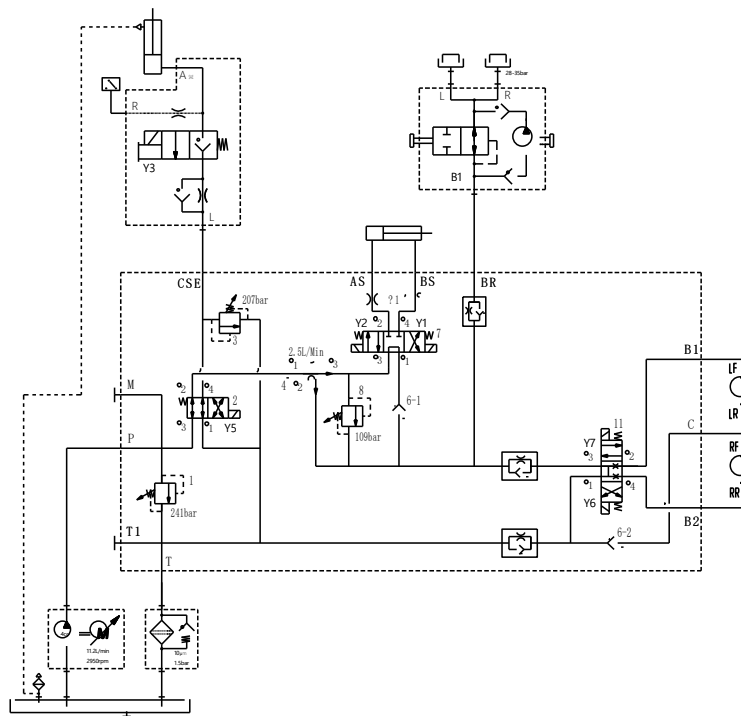 A
R
Y3
L
L
R
28-35bar
B1
CSE
207bar
3
AS
BS
BR
Y2
2
4
Y1
7
3
1
2.5L/Min
1
3
4
2
8
6-1
109bar
M
2
4
2
3
1
Y5
P
1
241bar
T1
T
B1
LF
LR
C
RF
RR
B2
11
Y7
3
2
1
4
Y6
6-2
M
11.2L/min
2950rpm
10μm
1.5bar